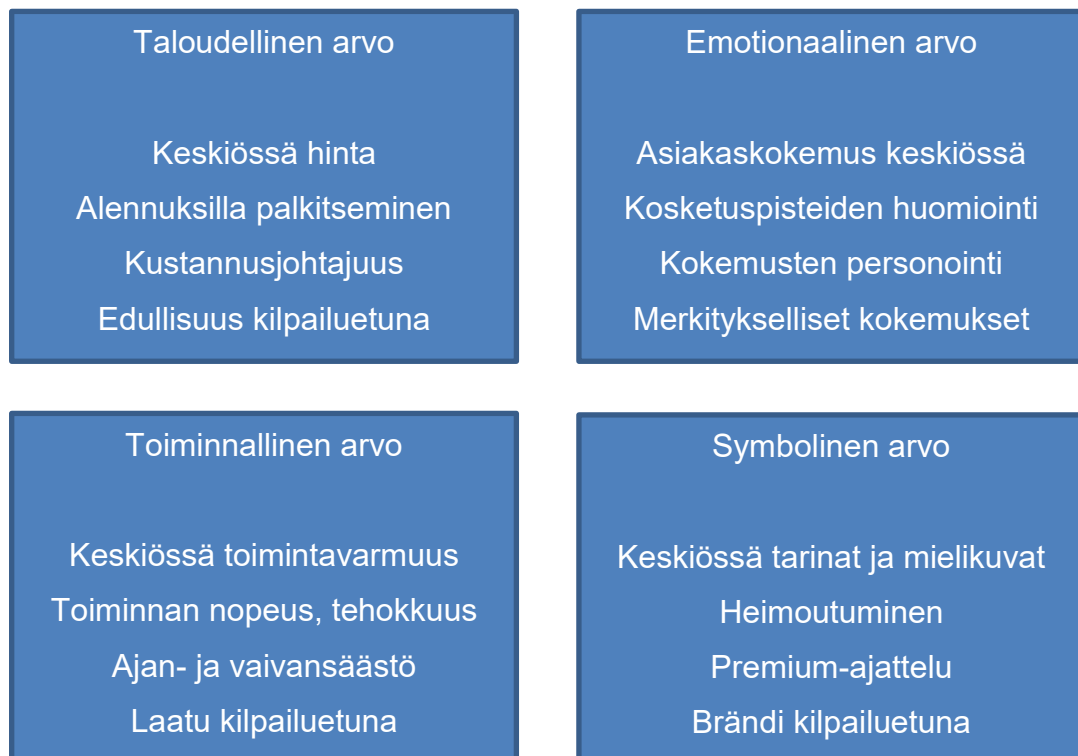 Taloudellinen arvo
Keskiössä hinta
Alennuksilla palkitseminen
Kustannusjohtajuus
Edullisuus kilpailuetuna
Emotionaalinen arvo
Asiakaskokemus keskiössä
Kosketuspisteiden huomiointi
Kokemusten personointi
Merkitykselliset kokemukset
Toiminnallinen arvo
Keskiössä toimintavarmuus
Toiminnan nopeus, tehokkuus
Ajan- ja vaivansäästö
Laatu kilpailuetuna
Symbolinen arvo
Keskiössä tarinat ja mielikuvat
Heimoutuminen
Premium-ajattelu
Brändi kilpailuetuna